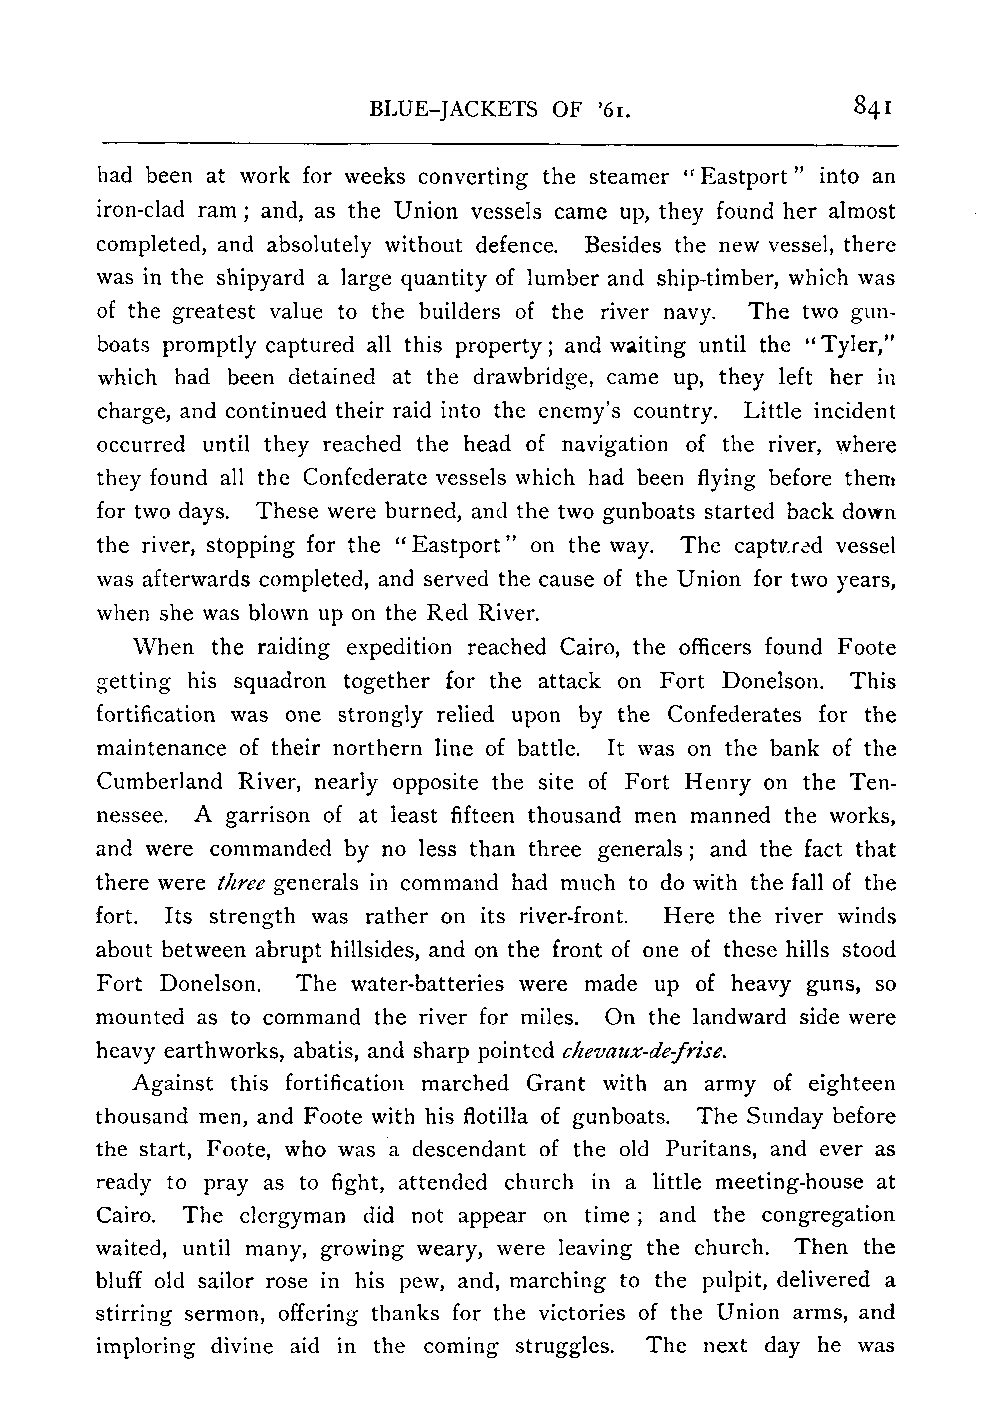 BLUE-JACKETS OF '61. 841
had been at work for weeks converting the steamer "Eastport" into an
iron-clad ram; and, as the Union vessels came up, they found her almost
completed, and absolutely without defence. Besides the new vessel, there
was in the shipyard a large quantity of lumber and ship-timber, which was
of the greatest value to the builders of the river navy. The two gun-
boats promptly captured all this property; and waiting until the "Tyler,"
which had been detained at the drawbridge, came up, they left her in
charge, and continued their raid into the enemy's country. Little incident
occurred until they reached the head of navigation of the river, where
they found all the Confederate vessels which had been flying before them
for two days. These were burned, and the two gunboats started back down
the river, stopping for the "Eastport" on the way. The captured vessel
was afterwards completed, and served the cause of the Union for two years,
when she was blown up on the Red River.
When the raiding expedition reached Cairo, the officers found Foote
getting his squadron together for the attack on Fort Donelson. This
fortification was one strongly relied upon by the Confederates for the
maintenance of their northern line of battle. It was on the bank of the
Cumberland River, nearly opposite the site of Fort Henry on the Ten-
nessee. A garrison of at least fifteen thousand men manned the works,
and were commanded by no less than three generals; and the fact that
there were three generals in command had much to do with the fall of the
fort. Its strength was rather on its river-front. Here the river winds
about between abrupt hillsides, and on the front of one of these hills stood
Fort Donelson. The water-batteries were made up of heavy guns, so
mounted as to command the river for miles. On the landward side were
heavy earthworks, abatis, and sharp pointed chevaux-de-frise.
Against this fortification marched Grant with an army of eighteen
thousand men, and Foote with his flotilla of gunboats. The Sunday before
the start, Foote, who was a descendant of the old Puritans, and ever as
ready to pray as to fight, attended church in a little meeting-house at
Cairo. The clergyman did not appear on time; and the congregation
waited, until many, growing weary, were leaving the church. Then the
bluff old sailor rose in his pew, and, marching to the pulpit, delivered a
stirring sermon, offering thanks for the victories of the Union arms, and
imploring divine aid in the coming struggles. The next day he was